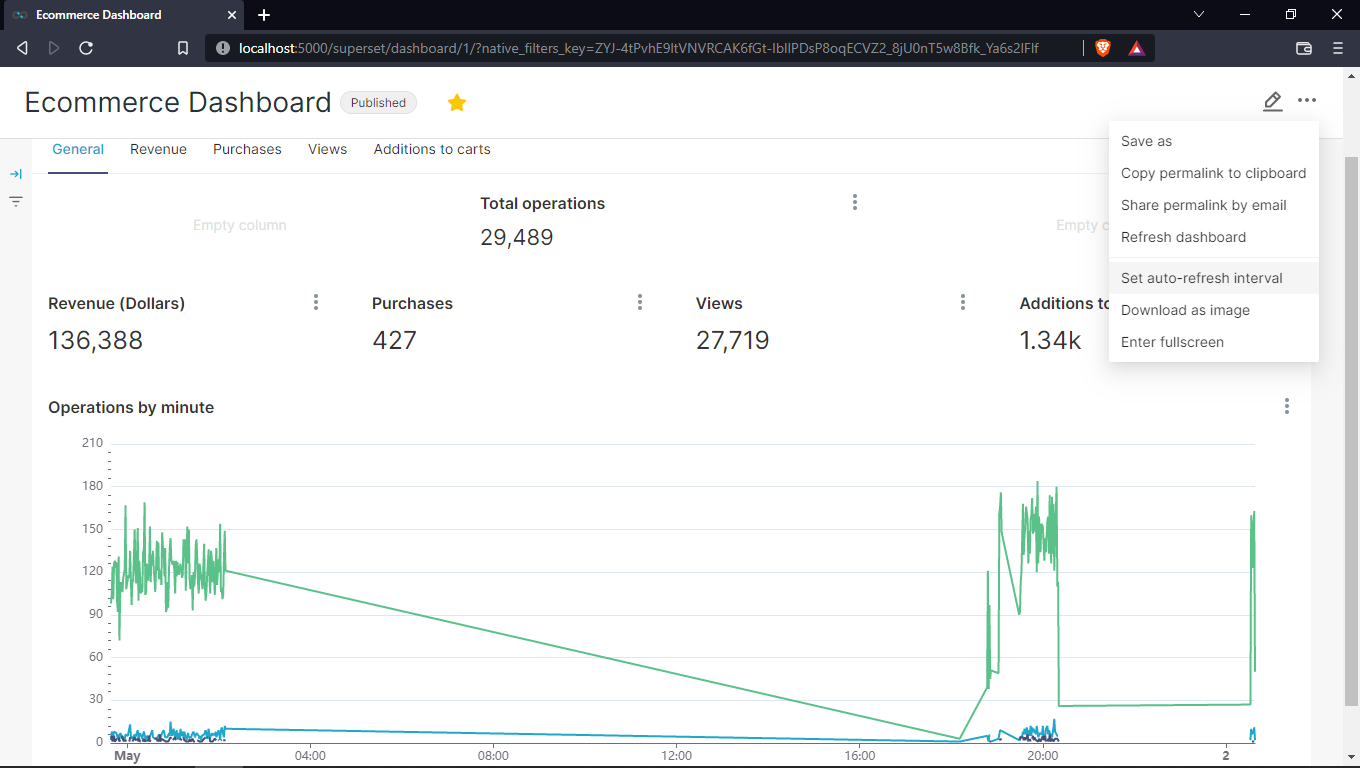 Ecommerce Dashboard
localhost:5000/superset/dashboard/1/?native_filters_key=ZYJ-4tPvhE9ltVNVRCAK6fGt-lbIlPDsP8oqECVZ2_8jU0nT5w8Bfk_Ya6s2lFIf
Ecommerce Dashboard Published
General Revenue Purchases Views Additions to carts
Save as
Copy permalink to clipboard
Share permalink by email
Refresh dashboard
Set auto-refresh interval
Download as image
Enter fullscreen
Empty column
Total operations
29,489
Empty c
Revenue (Dollars)
136,388
Purchases
427
Views
27,719
Additions to
1.34k
Operations by minute
210
180
150
120
90
60
30
0
May 04:00 08:00 12:00 16:00 20:00 2